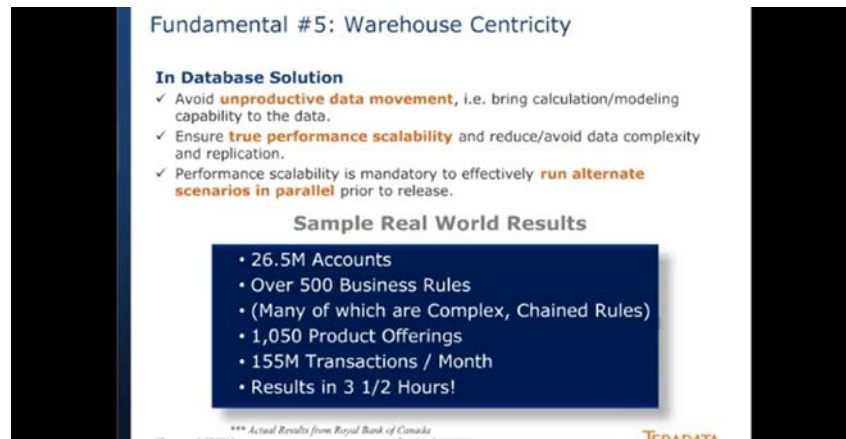 Fundamental #5: Warehouse Centricity
In Database Solution
✓ Avoid unproductive data movement, i.e. bring calculation/modeling
capability to the data.
✓ Ensure true performance scalability and reduce/avoid data complexity
and replication.
✓ Performance scalability is mandatory to effectively run alternate
scenarios in parallel prior to release.
Sample Real World Results
• 26.5M Accounts
• Over 500 Business Rules
• (Many of which are Complex, Chained Rules)
• 1,050 Product Offerings
• 155M Transactions / Month
• Results in 3 1/2 Hours!
*** Actual Results from Royal Bank of Canada
TERADATA